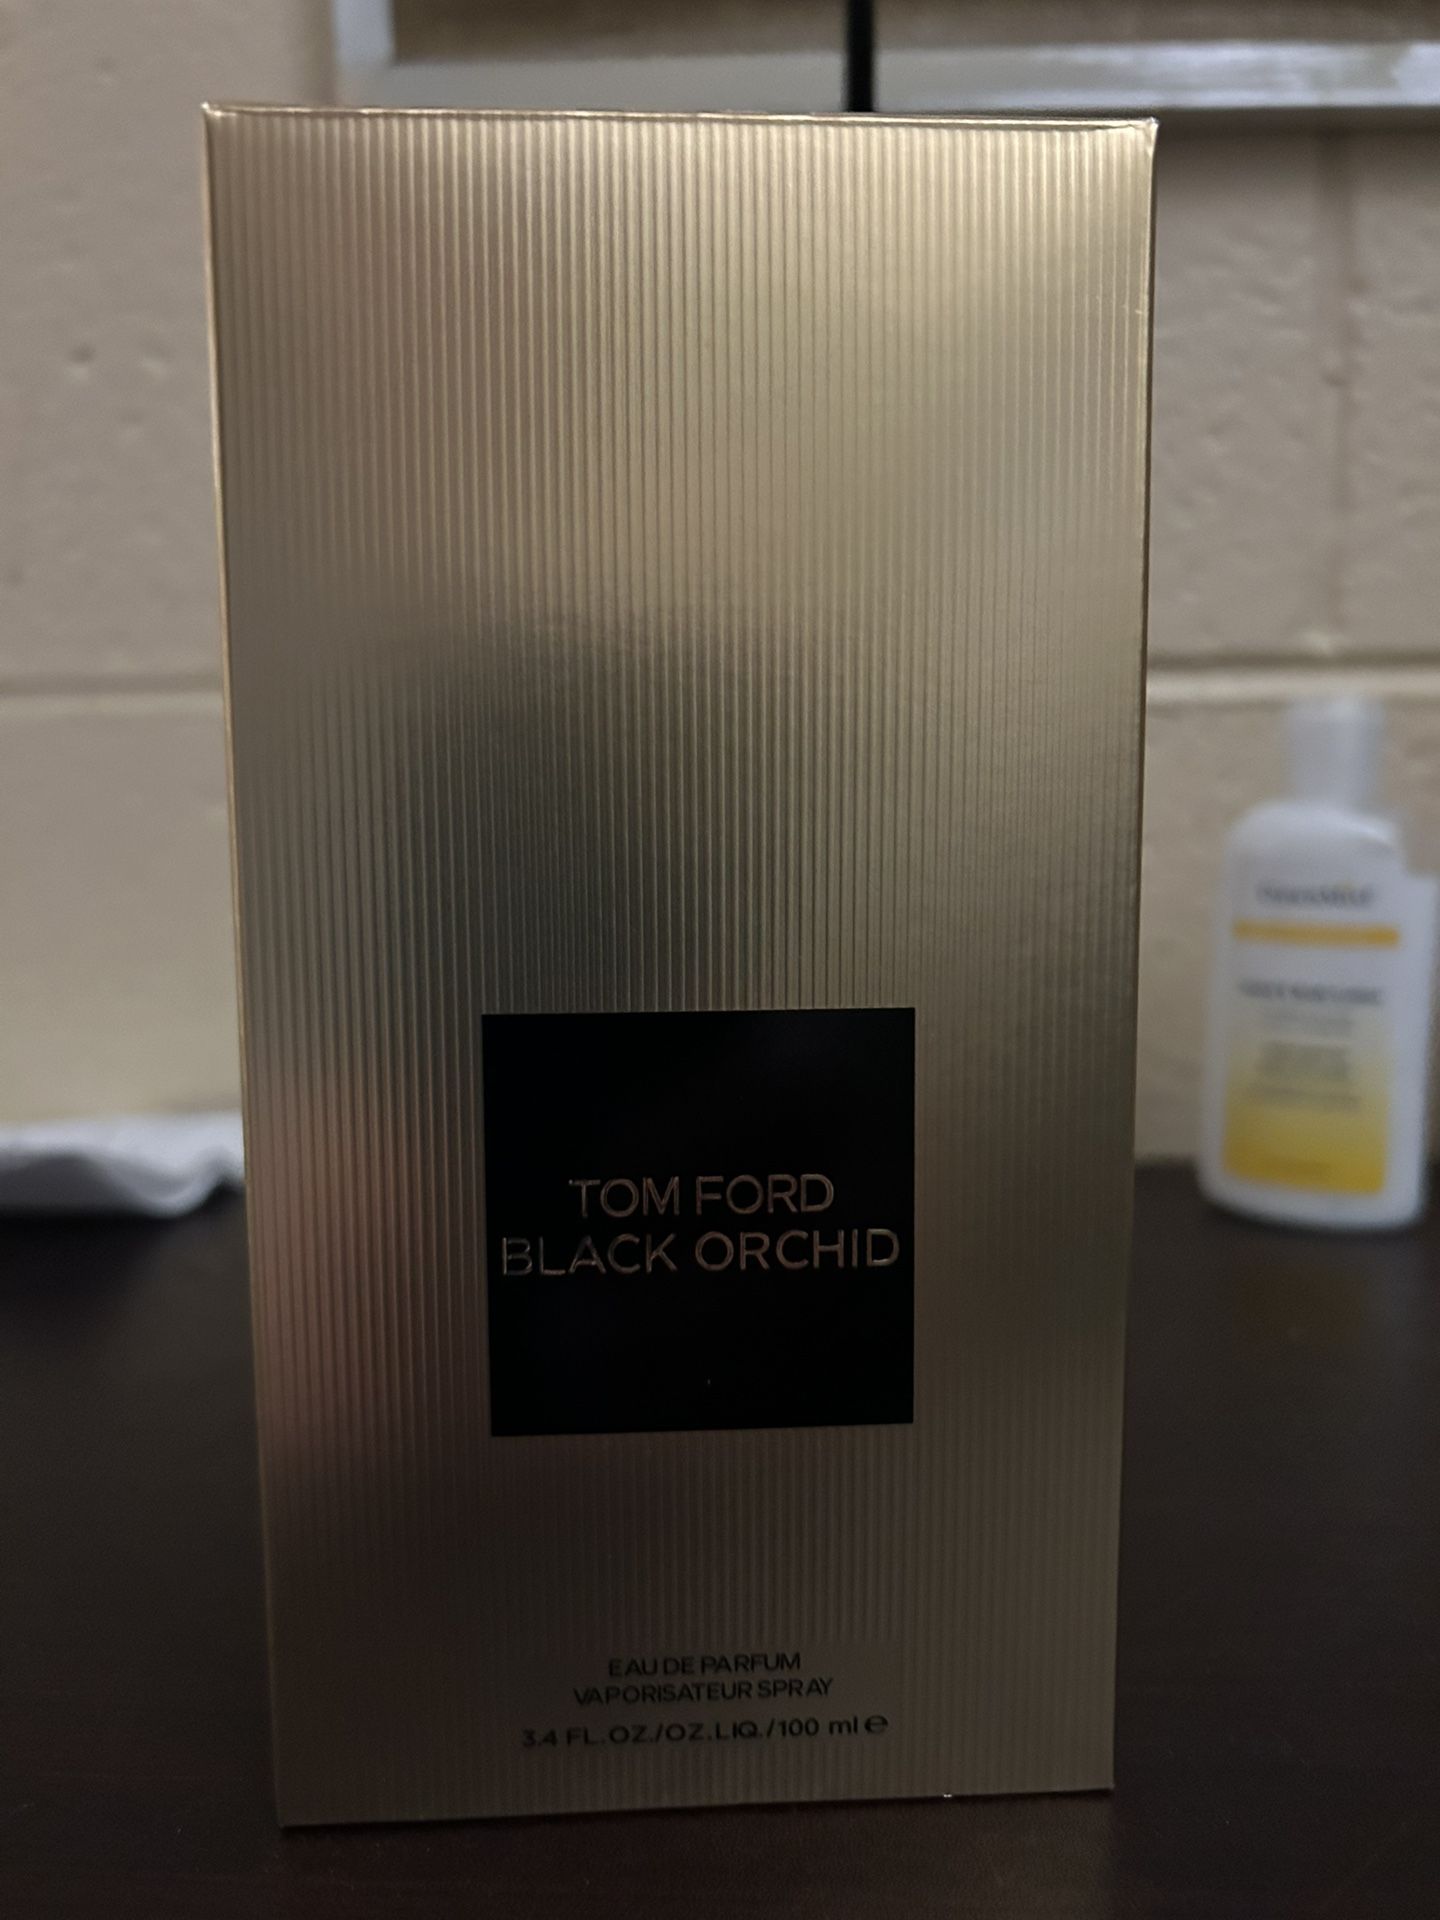 TOM FORD
BLACK ORCHID
EAU DE PARFUM
VAPORISATEUR SPRAY
3.4 FL.OZ./OZ.LIQ./100 ml ℮